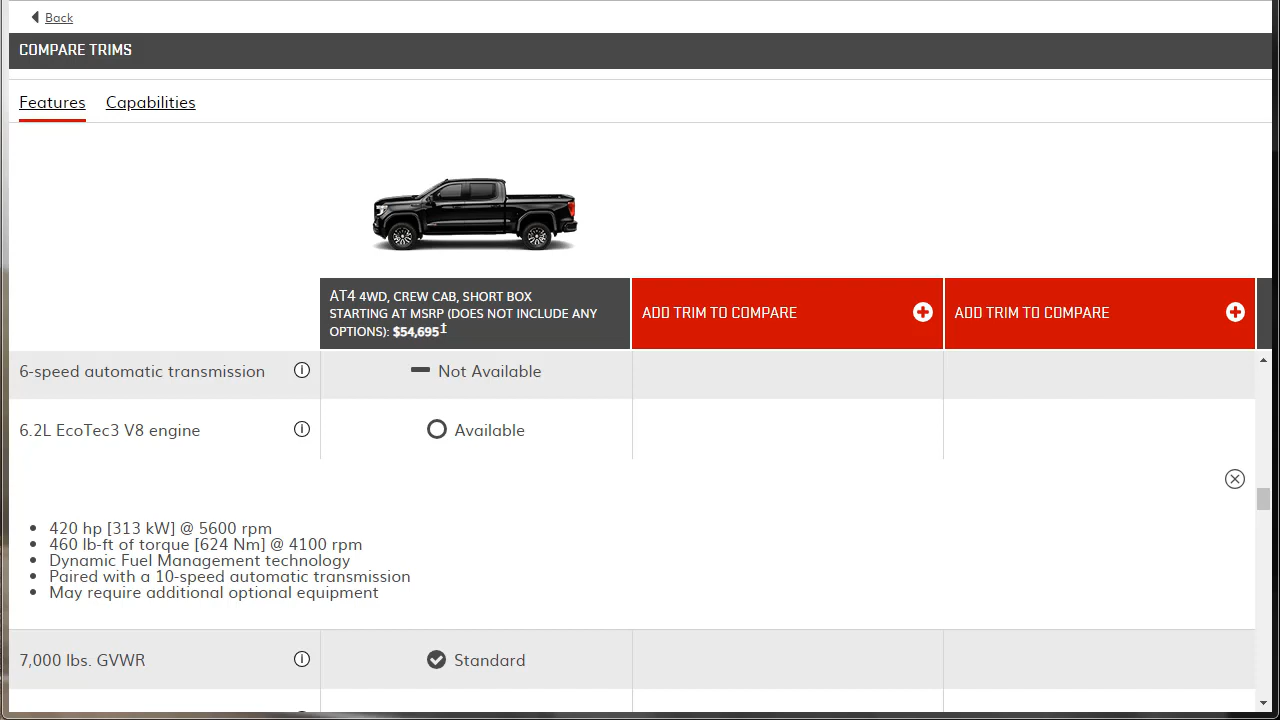 Back
COMPARE TRIMS
Features Capabilities
AT4 4WD, CREW CAB, SHORT BOX
STARTING AT MSRP (DOES NOT INCLUDE ANY
OPTIONS): $54,695‡
ADD TRIM TO COMPARE
ADD TRIM TO COMPARE
6-speed automatic transmission Not Available
6.2L EcoTec3 V8 engine Available
420 hp [313 kW] @ 5600 rpm
460 lb-ft of torque [624 Nm] @ 4100 rpm
Dynamic Fuel Management technology
Paired with a 10-speed automatic transmission
May require additional optional equipment
7,000 lbs. GVWR Standard